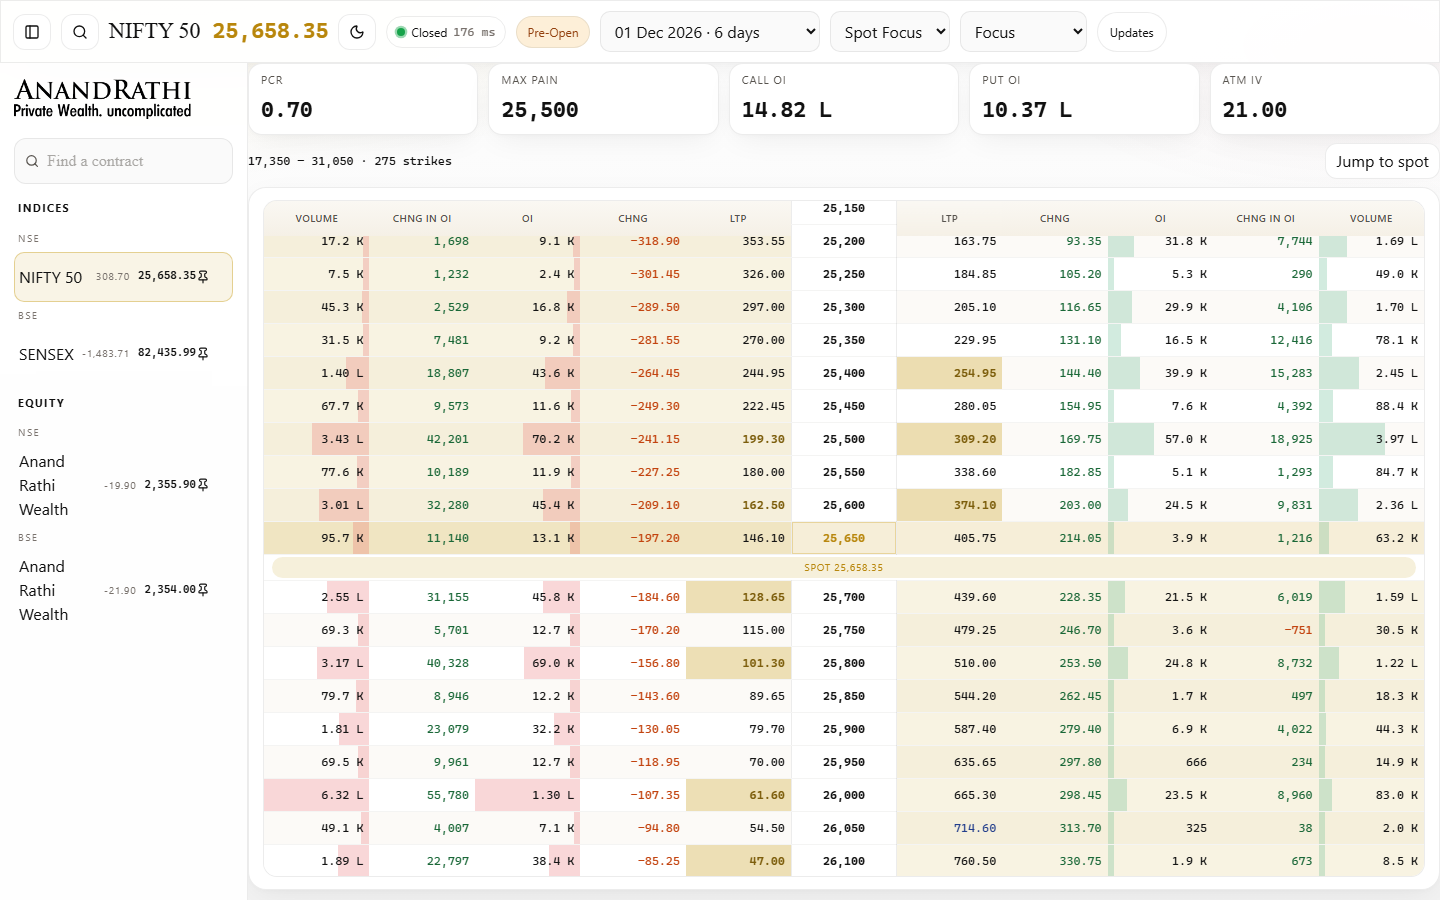 NIFTY 50 25,658.35 Closed 176 ms Pre-Open 01 Dec 2026 · 6 days Spot Focus Focus Updates
ANANDRATHI
Private Wealth. uncomplicated
Find a contract
INDICES
NSE
NIFTY 50 308.70 25,658.35
BSE
SENSEX -1,483.71 82,435.99
EQUITY
NSE
Anand
Rathi -19.90 2,355.90
Wealth
BSE
Anand
Rathi -21.90 2,354.00
Wealth
PCR MAX PAIN CALL OI PUT OI ATM IV
0.70 25,500 14.82 L 10.37 L 21.00
17,350 – 31,050 · 275 strikes Jump to spot
25,150
VOLUME CHNG IN OI OI CHNG LTP LTP CHNG OI CHNG IN OI VOLUME
17.2 K 1,698 9.1 K −318.90 353.55 25,200 163.75 93.35 31.8 K 7,744 1.69 L
7.5 K 1,232 2.4 K −301.45 326.00 25,250 184.85 105.20 5.3 K 290 49.0 K
45.3 K 2,529 16.8 K −289.50 297.00 25,300 205.10 116.65 29.9 K 4,106 1.70 L
31.5 K 7,481 9.2 K −281.55 270.00 25,350 229.95 131.10 16.5 K 12,416 78.1 K
1.40 L 18,807 43.6 K −264.45 244.95 25,400 254.95 144.40 39.9 K 15,283 2.45 L
67.7 K 9,573 11.6 K −249.30 222.45 25,450 280.05 154.95 7.6 K 4,392 88.4 K
3.43 L 42,201 70.2 K −241.15 199.30 25,500 309.20 169.75 57.0 K 18,925 3.97 L
77.6 K 10,189 11.9 K −227.25 180.00 25,550 338.60 182.85 5.1 K 1,293 84.7 K
3.01 L 32,280 45.4 K −209.10 162.50 25,600 374.10 203.00 24.5 K 9,831 2.36 L
95.7 K 11,140 13.1 K −197.20 146.10 25,650 405.75 214.05 3.9 K 1,216 63.2 K
SPOT 25,658.35
2.55 L 31,155 45.8 K −184.60 128.65 25,700 439.60 228.35 21.5 K 6,019 1.59 L
69.3 K 5,701 12.7 K −170.20 115.00 25,750 479.25 246.70 3.6 K −751 30.5 K
3.17 L 40,328 69.0 K −156.80 101.30 25,800 510.00 253.50 24.8 K 8,732 1.22 L
79.7 K 8,946 12.2 K −143.60 89.65 25,850 544.20 262.45 1.7 K 497 18.3 K
1.81 L 23,079 32.2 K −130.05 79.70 25,900 587.40 279.40 6.9 K 4,022 44.3 K
69.5 K 9,961 12.7 K −118.95 70.00 25,950 635.65 297.80 666 234 14.9 K
6.32 L 55,780 1.30 L −107.35 61.60 26,000 665.30 298.45 23.5 K 8,960 83.0 K
49.1 K 4,007 7.1 K −94.80 54.50 26,050 714.60 313.70 325 38 2.0 K
1.89 L 22,797 38.4 K −85.25 47.00 26,100 760.50 330.75 1.9 K 673 8.5 K